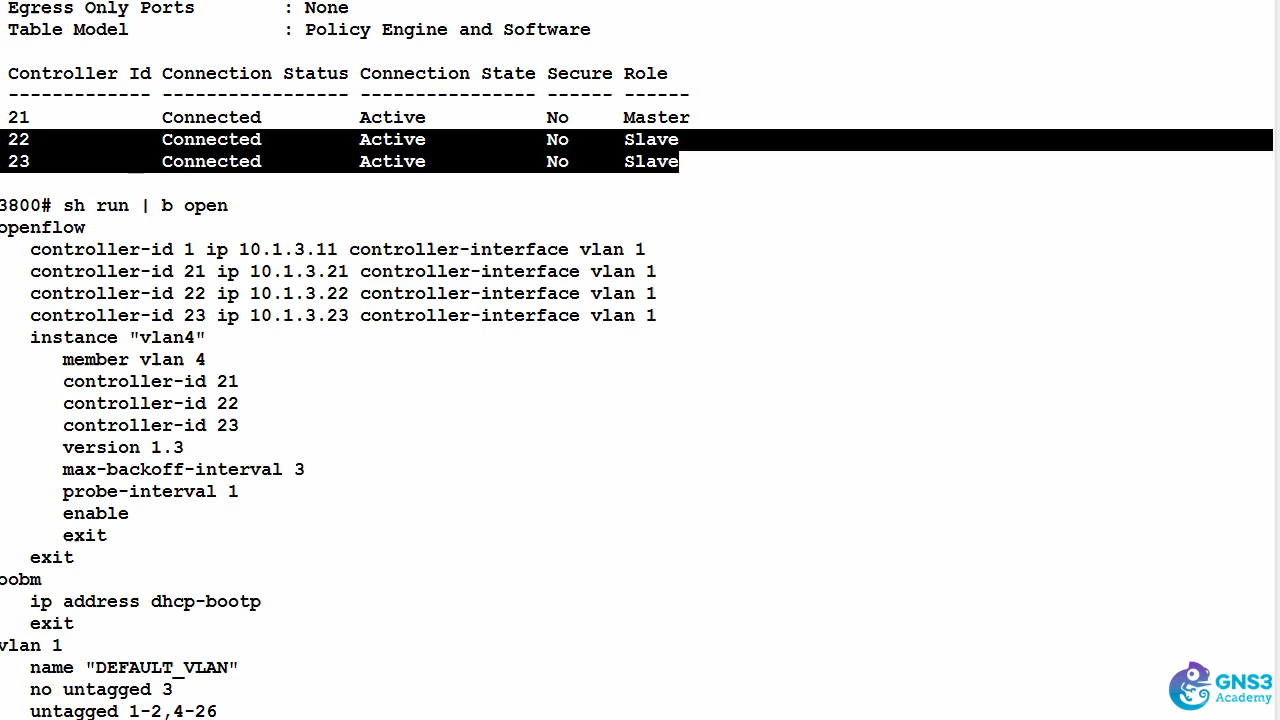 Egress Only Ports : None
Table Model : Policy Engine and Software
Controller Id Connection Status Connection State Secure Role
------------- ----------------- ---------------- ------ ------
21 Connected Active No Master
22 Connected Active No Slave
23 Connected Active No Slave
3800# sh run | b open
openflow
controller-id 1 ip 10.1.3.11 controller-interface vlan 1
controller-id 21 ip 10.1.3.21 controller-interface vlan 1
controller-id 22 ip 10.1.3.22 controller-interface vlan 1
controller-id 23 ip 10.1.3.23 controller-interface vlan 1
instance "vlan4"
member vlan 4
controller-id 21
controller-id 22
controller-id 23
version 1.3
max-backoff-interval 3
probe-interval 1
enable
exit
exit
oobm
ip address dhcp-bootp
exit
vlan 1
name "DEFAULT_VLAN"
no untagged 3
untagged 1-2,4-26
GNS3
Academy